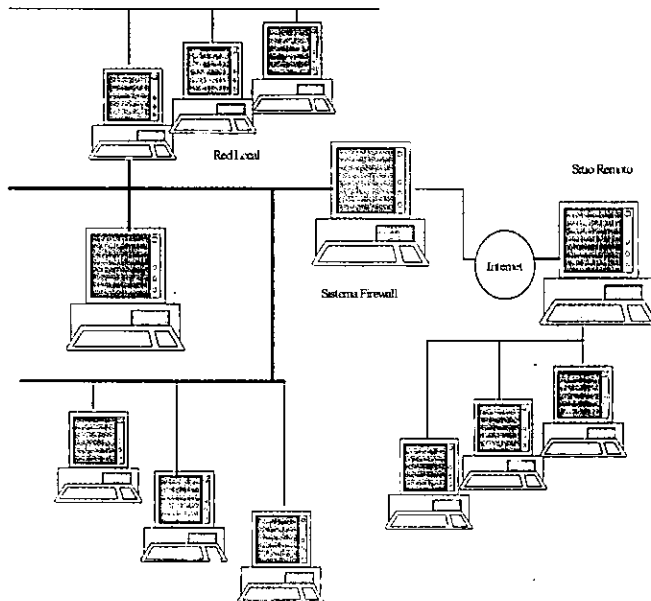 Red Local
Sitio Remoto
Internet
Sistema Firewall